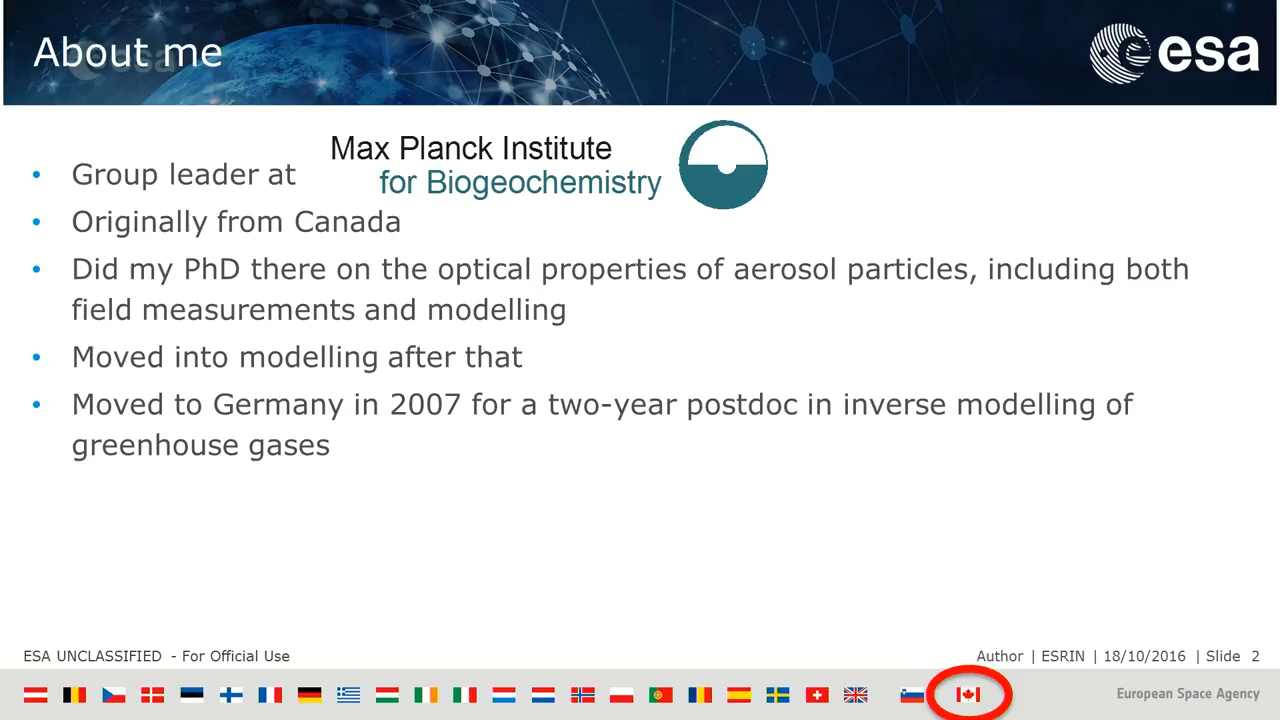 About me
esa
Max Planck Institute
for Biogeochemistry
• Group leader at
• Originally from Canada
• Did my PhD there on the optical properties of aerosol particles, including both
field measurements and modelling
• Moved into modelling after that
• Moved to Germany in 2007 for a two-year postdoc in inverse modelling of
greenhouse gases
ESA UNCLASSIFIED - For Official Use
Author | ESRIN | 18/10/2016 | Slide 2
European Space Agency